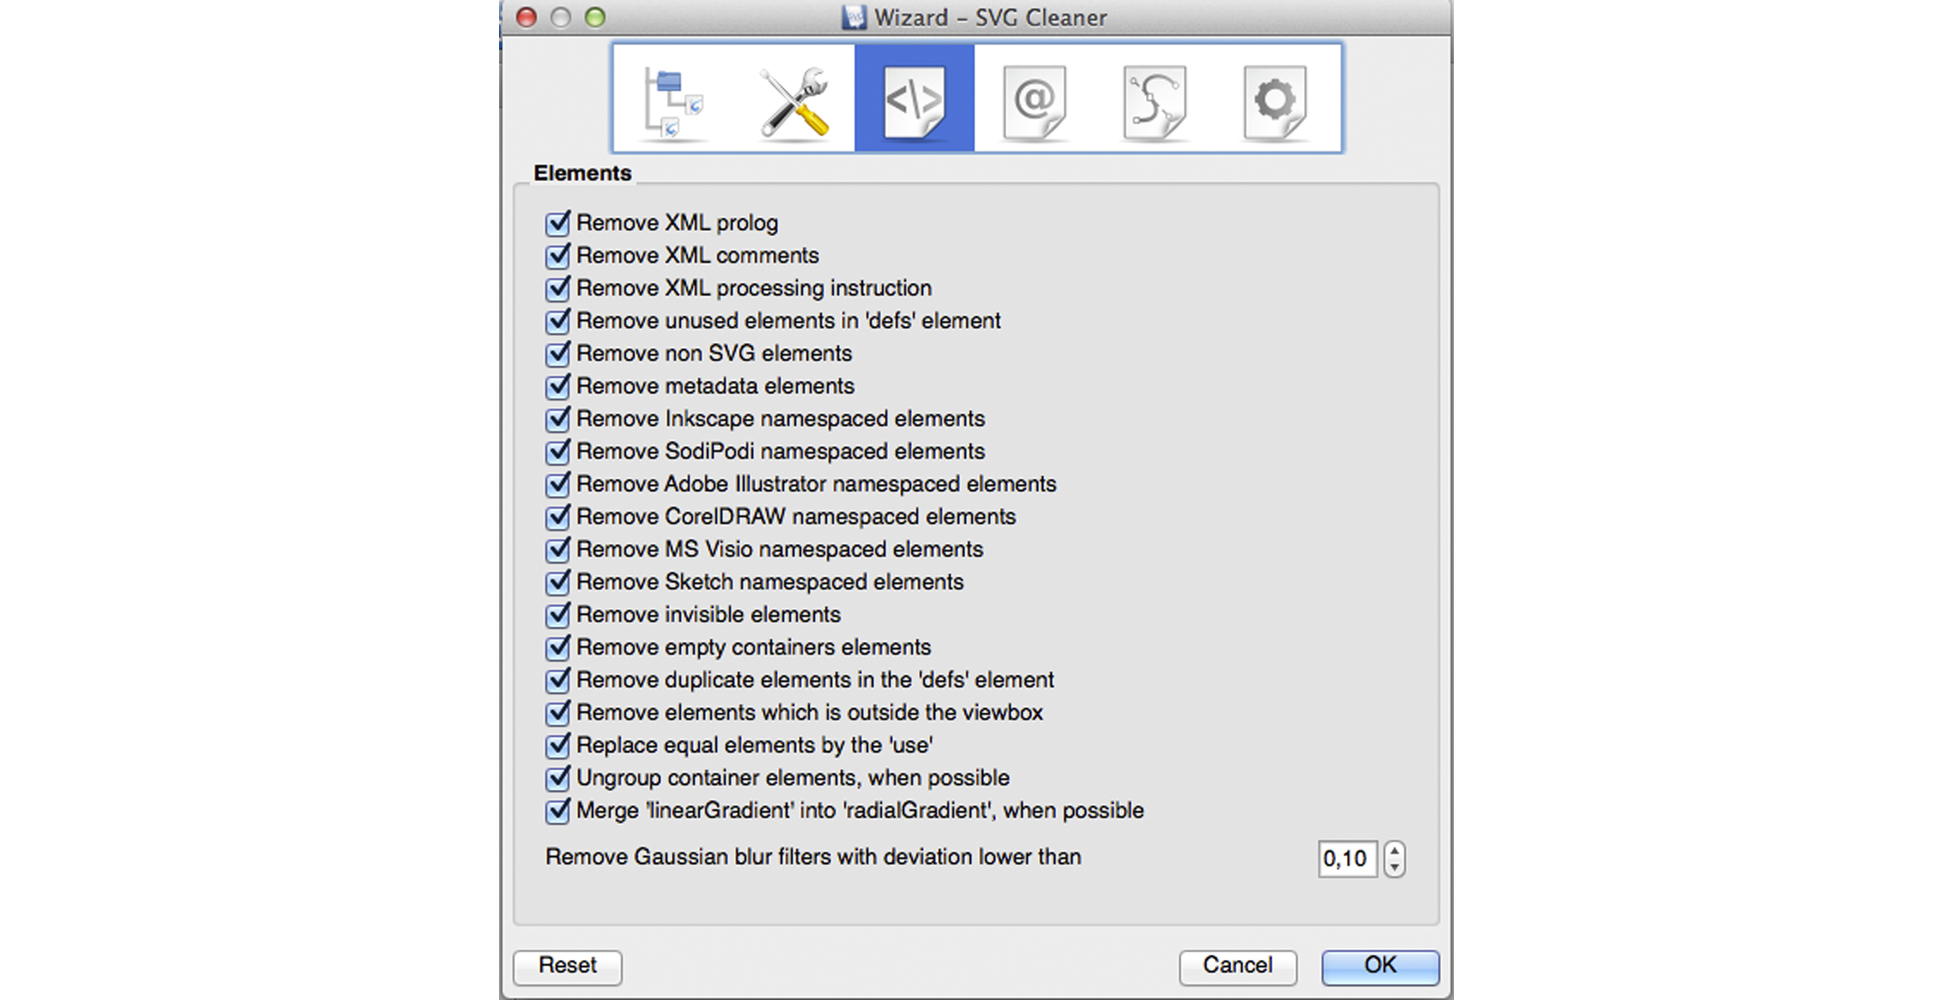 Wizard – SVG Cleaner
</>
@
Elements
Remove XML prolog
Remove XML comments
Remove XML processing instruction
Remove unused elements in 'defs' element
Remove non SVG elements
Remove metadata elements
Remove Inkscape namespaced elements
Remove SodiPodi namespaced elements
Remove Adobe Illustrator namespaced elements
Remove CorelDRAW namespaced elements
Remove MS Visio namespaced elements
Remove Sketch namespaced elements
Remove invisible elements
Remove empty containers elements
Remove duplicate elements in the 'defs' element
Remove elements which is outside the viewbox
Replace equal elements by the 'use'
Ungroup container elements, when possible
Merge 'linearGradient' into 'radialGradient', when possible
Remove Gaussian blur filters with deviation lower than 0,10
Reset Cancel OK